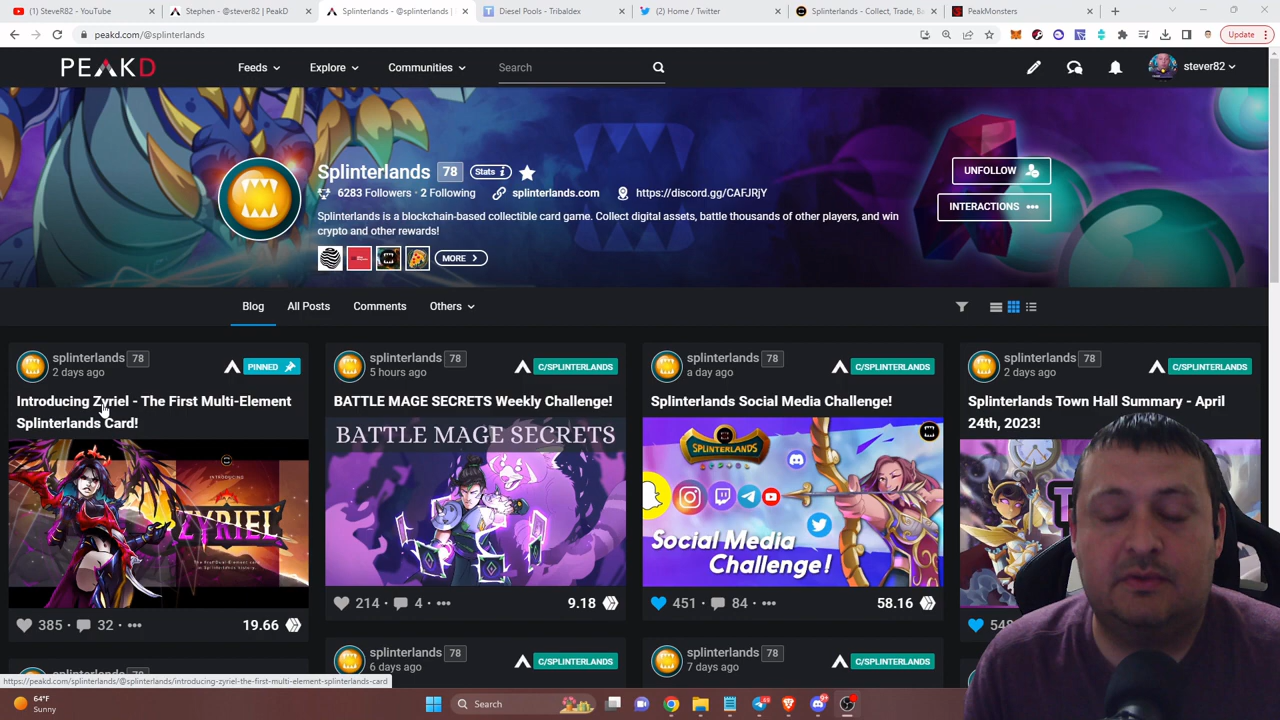 (1) SteveR82 - YouTube
Stephen - @stever82 | PeakD
Splinterlands - @splinterlands |
Diesel Pools - Tribaldex
(2) Home / Twitter
Splinterlands - Collect, Trade, Ba
PeakMonsters
peakd.com/@splinterlands
Update
PEAKD
Feeds
Explore
Communities
Search
stever82
Splinterlands 78 Stats i
6283 Followers · 2 Following
splinterlands.com
https://discord.gg/CAFJRjY
Splinterlands is a blockchain-based collectible card game. Collect digital assets, battle thousands of other players, and win
crypto and other rewards!
MORE
UNFOLLOW
INTERACTIONS
Blog
All Posts
Comments
Others
splinterlands 78
2 days ago
PINNED
Introducing Zyriel - The First Multi-Element
Splinterlands Card!
INTRODUCING
ZYRIEL
385 · 32 ·
19.66
splinterlands 78
5 hours ago
C/SPLINTERLANDS
BATTLE MAGE SECRETS Weekly Challenge!
BATTLE MAGE SECRETS
214 · 4 ·
9.18
splinterlands 78
a day ago
C/SPLINTERLANDS
Splinterlands Social Media Challenge!
SPLINTERLANDS
Social Media
Challenge!
451 · 84 ·
58.16
splinterlands 78
2 days ago
C/SPLINTERLANDS
Splinterlands Town Hall Summary - April
24th, 2023!
splinterlands 78
6 days ago
C/SPLINTERLANDS
splinterlands 78
7 days ago
C/SPLINTERLANDS
78
C/SPLINTERLANDS
https://peakd.com/splinterlands/@splinterlands/introducing-zyriel-the-first-multi-element-splinterlands-card
64°F
Sunny
Search